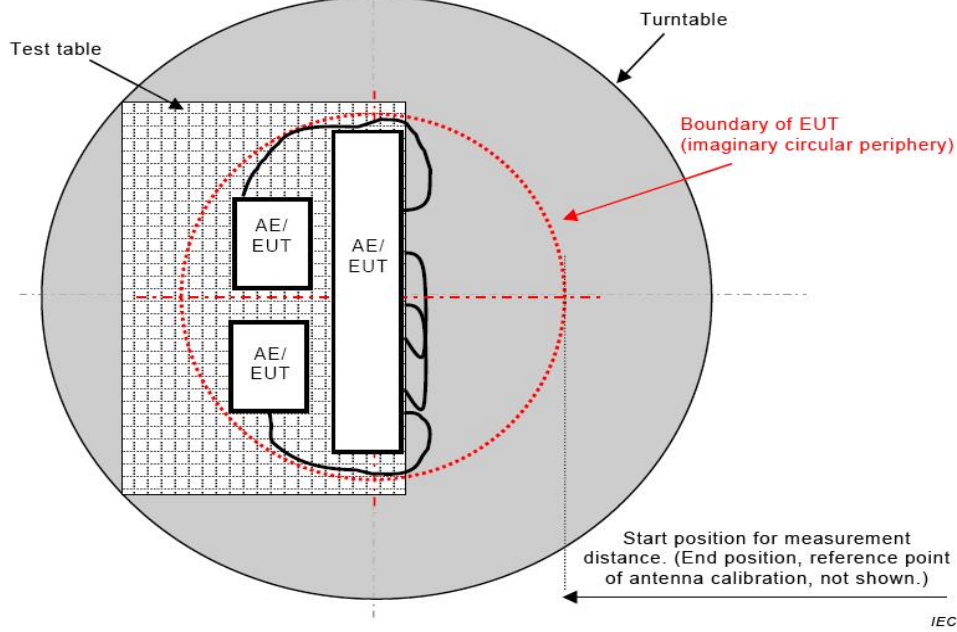 Turntable
Test table
Boundary of EUT
(imaginary circular periphery)
AE/
EUT
AE/
EUT
AE/
EUT
Start position for measurement
distance. (End position, reference point
of antenna calibration, not shown.)
IEC